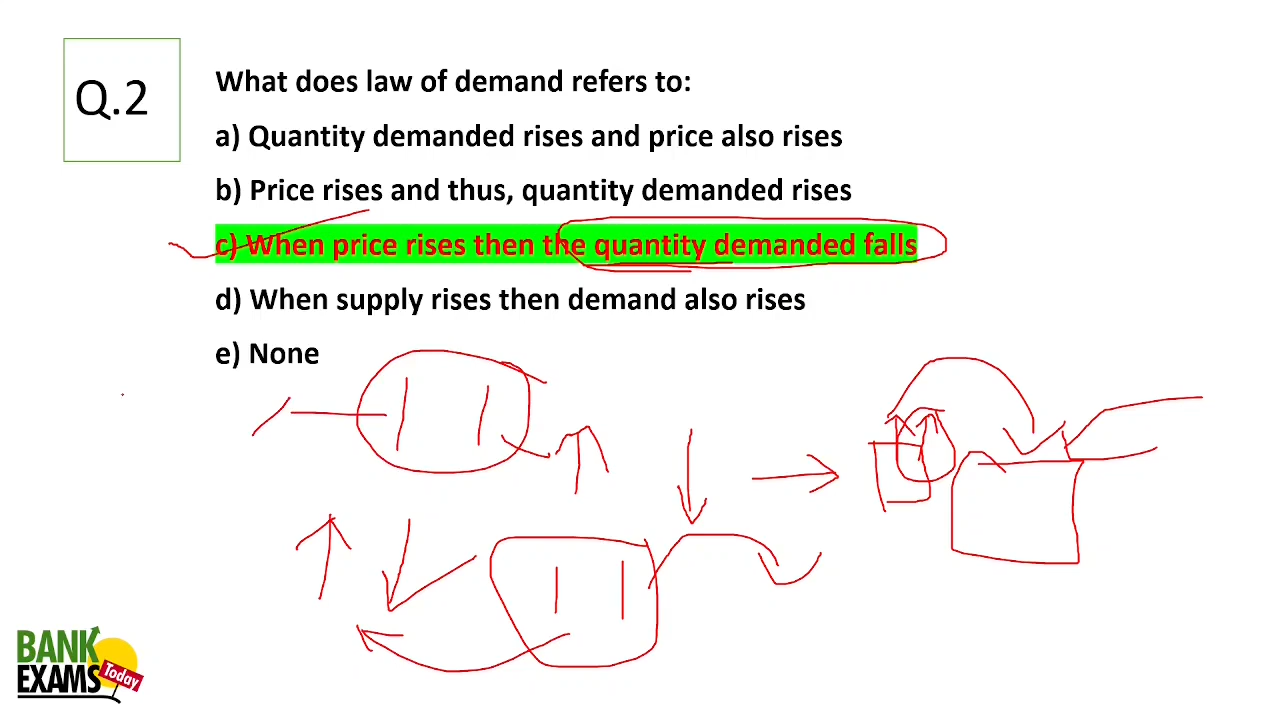 Q.2
What does law of demand refers to:
a) Quantity demanded rises and price also rises
b) Price rises and thus, quantity demanded rises
c) When price rises then the quantity demanded falls
d) When supply rises then demand also rises
e) None
BANK
EXAMS
Today